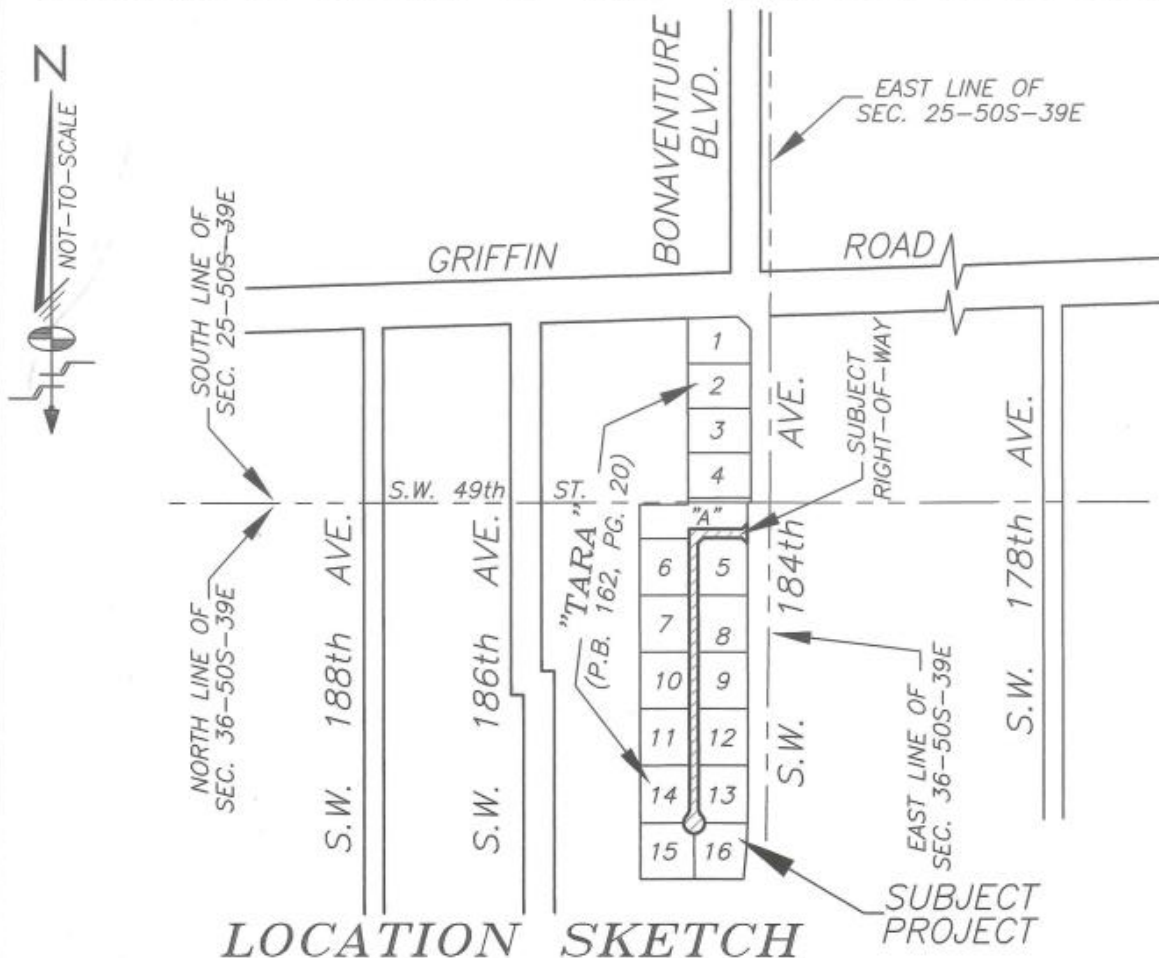 N
NOT-TO-SCALE
BONAVENTURE
BLVD.
EAST LINE OF
SEC. 25-50S-39E
SOUTH LINE OF
SEC. 25-50S-39E
GRIFFIN
ROAD
1
2
3
4
S.W. 184th AVE.
SUBJECT
RIGHT-OF-WAY
S.W. 49th ST.
"A"
"TARA"
(P.B. 162, PG. 20)
6
5
7
8
10
9
11
12
14
13
15
16
NORTH LINE OF
SEC. 36-50S-39E
S.W. 188th AVE.
S.W. 186th AVE.
S.W. 178th AVE.
EAST LINE OF
SEC. 36-50S-39E
SUBJECT
PROJECT
LOCATION SKETCH